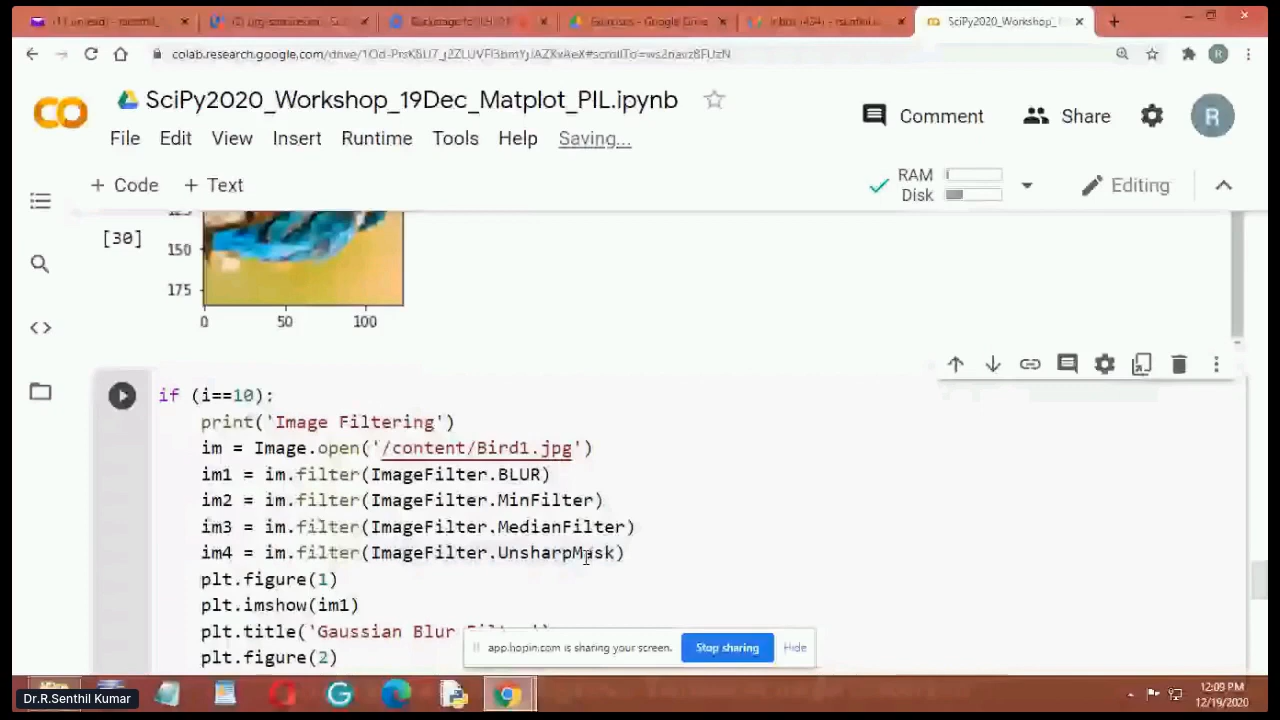 Exercises - Google Drive
SciPy2020_Workshop_1
SciPy2020_Workshop_19Dec_Matplot_PIL.ipynb
Comment
Share
R
File Edit View Insert Runtime Tools Help Saving...
+ Code + Text
RAM
Disk
Editing
[30]
150
175
0 50 100
if (i==10):
print('Image Filtering')
im = Image.open('/content/Bird1.jpg')
im1 = im.filter(ImageFilter.BLUR)
im2 = im.filter(ImageFilter.MinFilter)
im3 = im.filter(ImageFilter.MedianFilter)
im4 = im.filter(ImageFilter.UnsharpMask)
plt.figure(1)
plt.imshow(im1)
plt.title('Gaussian Blur
app.hopin.com is sharing your screen. Stop sharing Hide
plt.figure(2)
Dr.R.Senthil Kumar
12:09 PM
12/19/2020